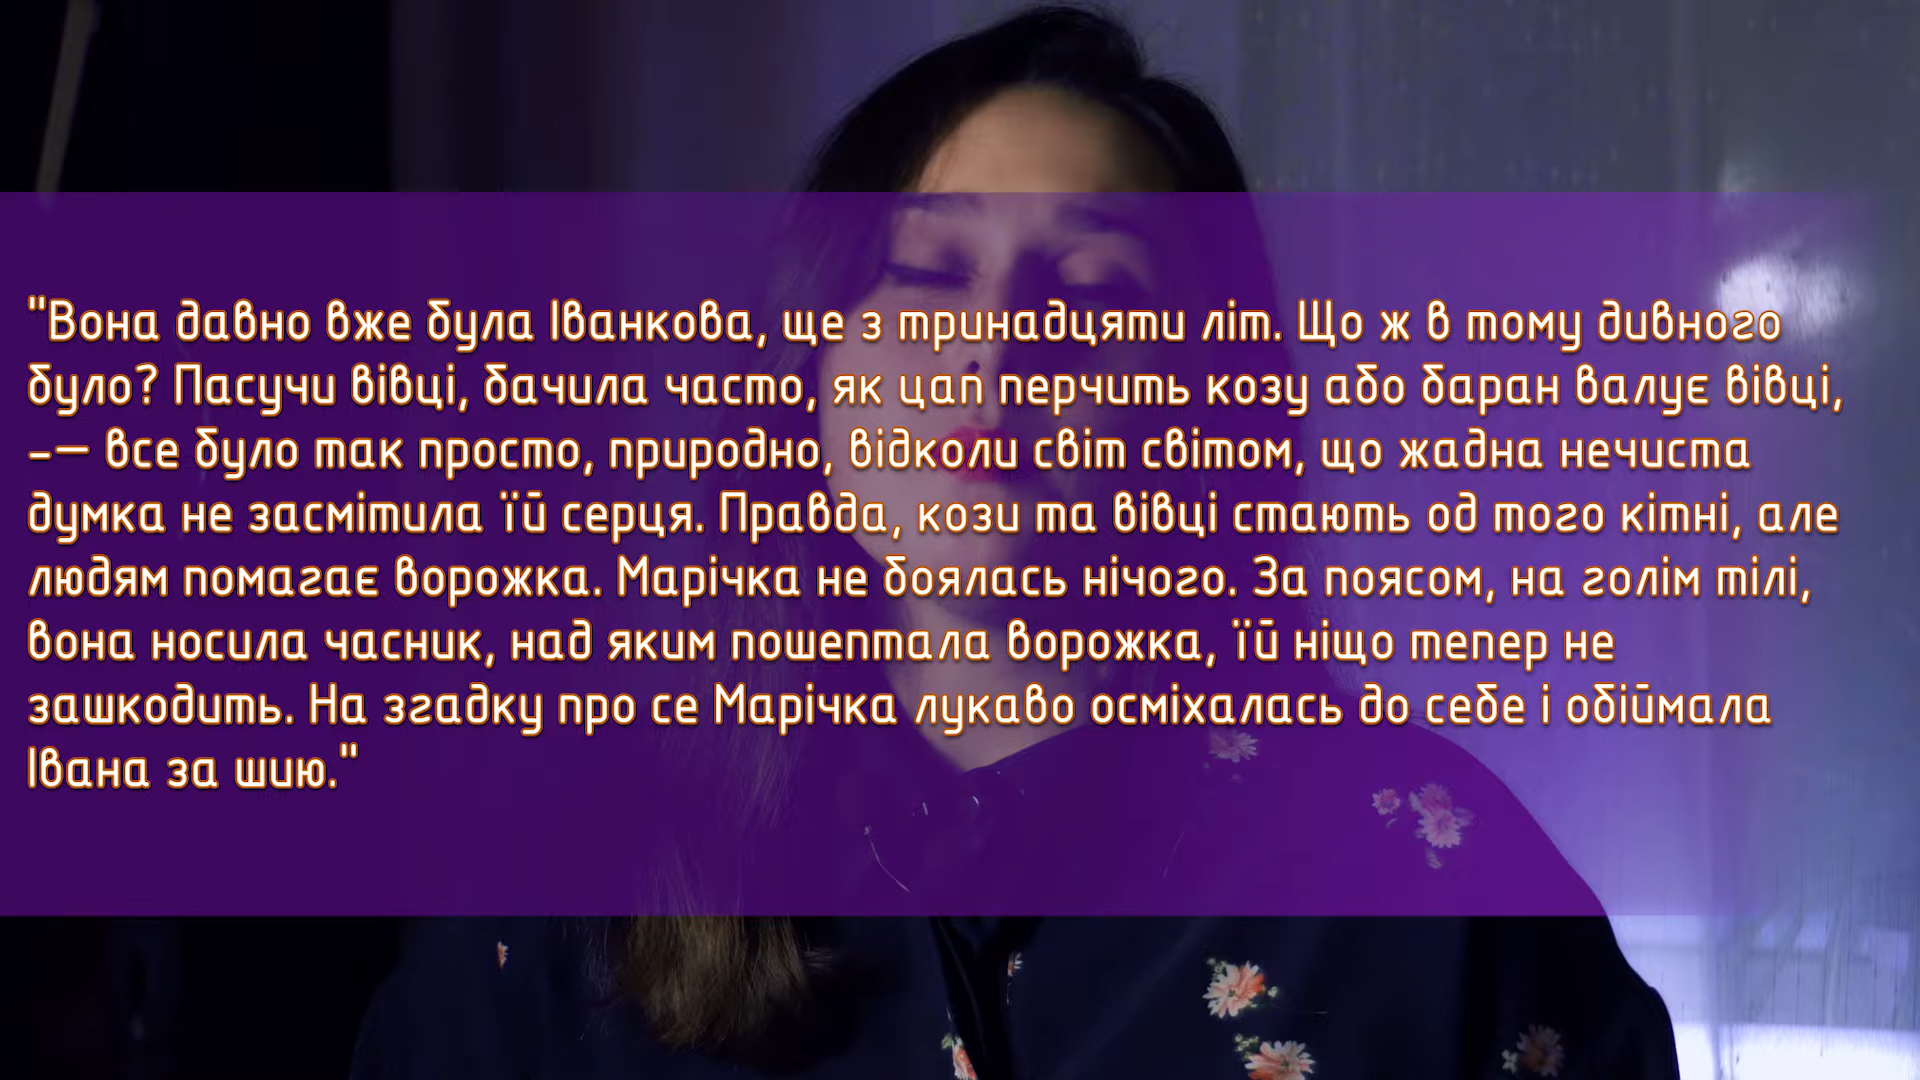 "Вона давно вже була Іванкова, ще з тринадцяти літ. Що ж в тому дивного
було? Пасучи вівці, бачила часто, як цап перчить козу або баран валує вівці,
-— все було так просто, природно, відколи світ світом, що жадна нечиста
думка не засмітила їй серця. Правда, кози та вівці стають од того кітні, але
людям помагає ворожка. Марічка не боялась нічого. За поясом, на голім тілі,
вона носила часник, над яким пошептала ворожка, їй ніщо тепер не
зашкодить. На згадку про се Марічка лукаво осміхалась до себе і обіймала
Івана за шию."